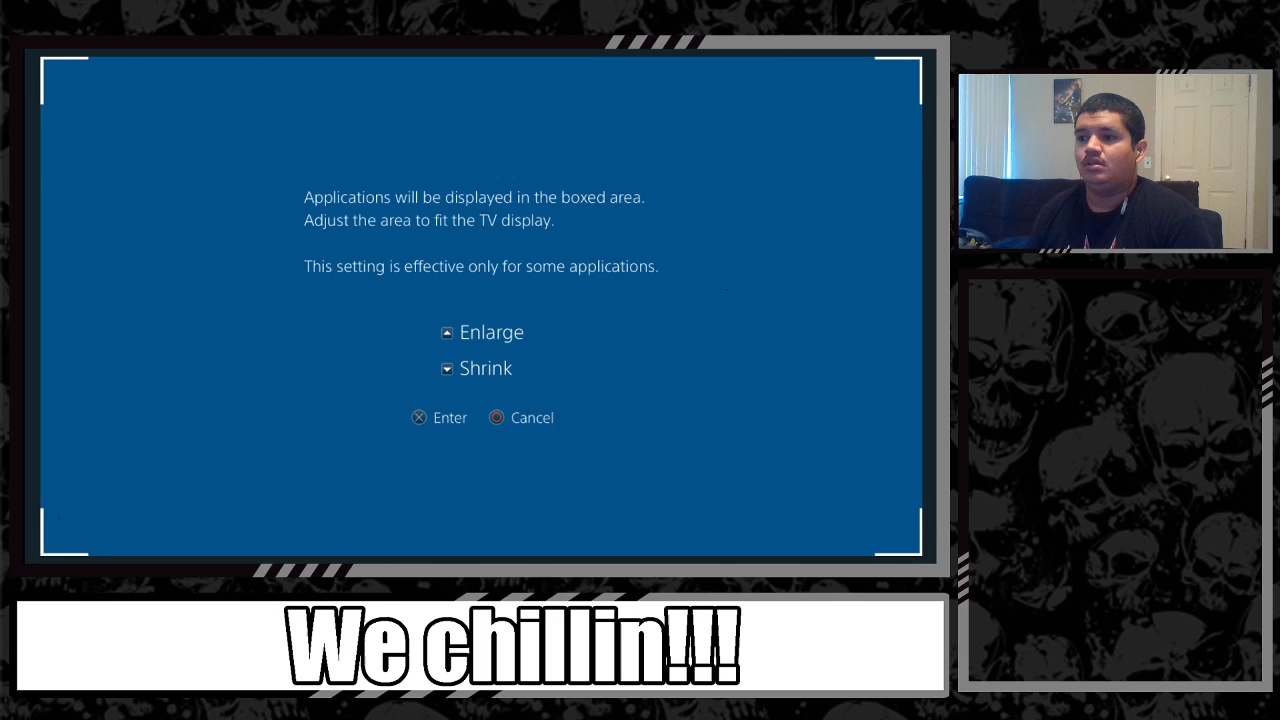 Applications will be displayed in the boxed area.
Adjust the area to fit the TV display.
This setting is effective only for some applications.
Enlarge
Shrink
Enter Cancel
We chillin!!!